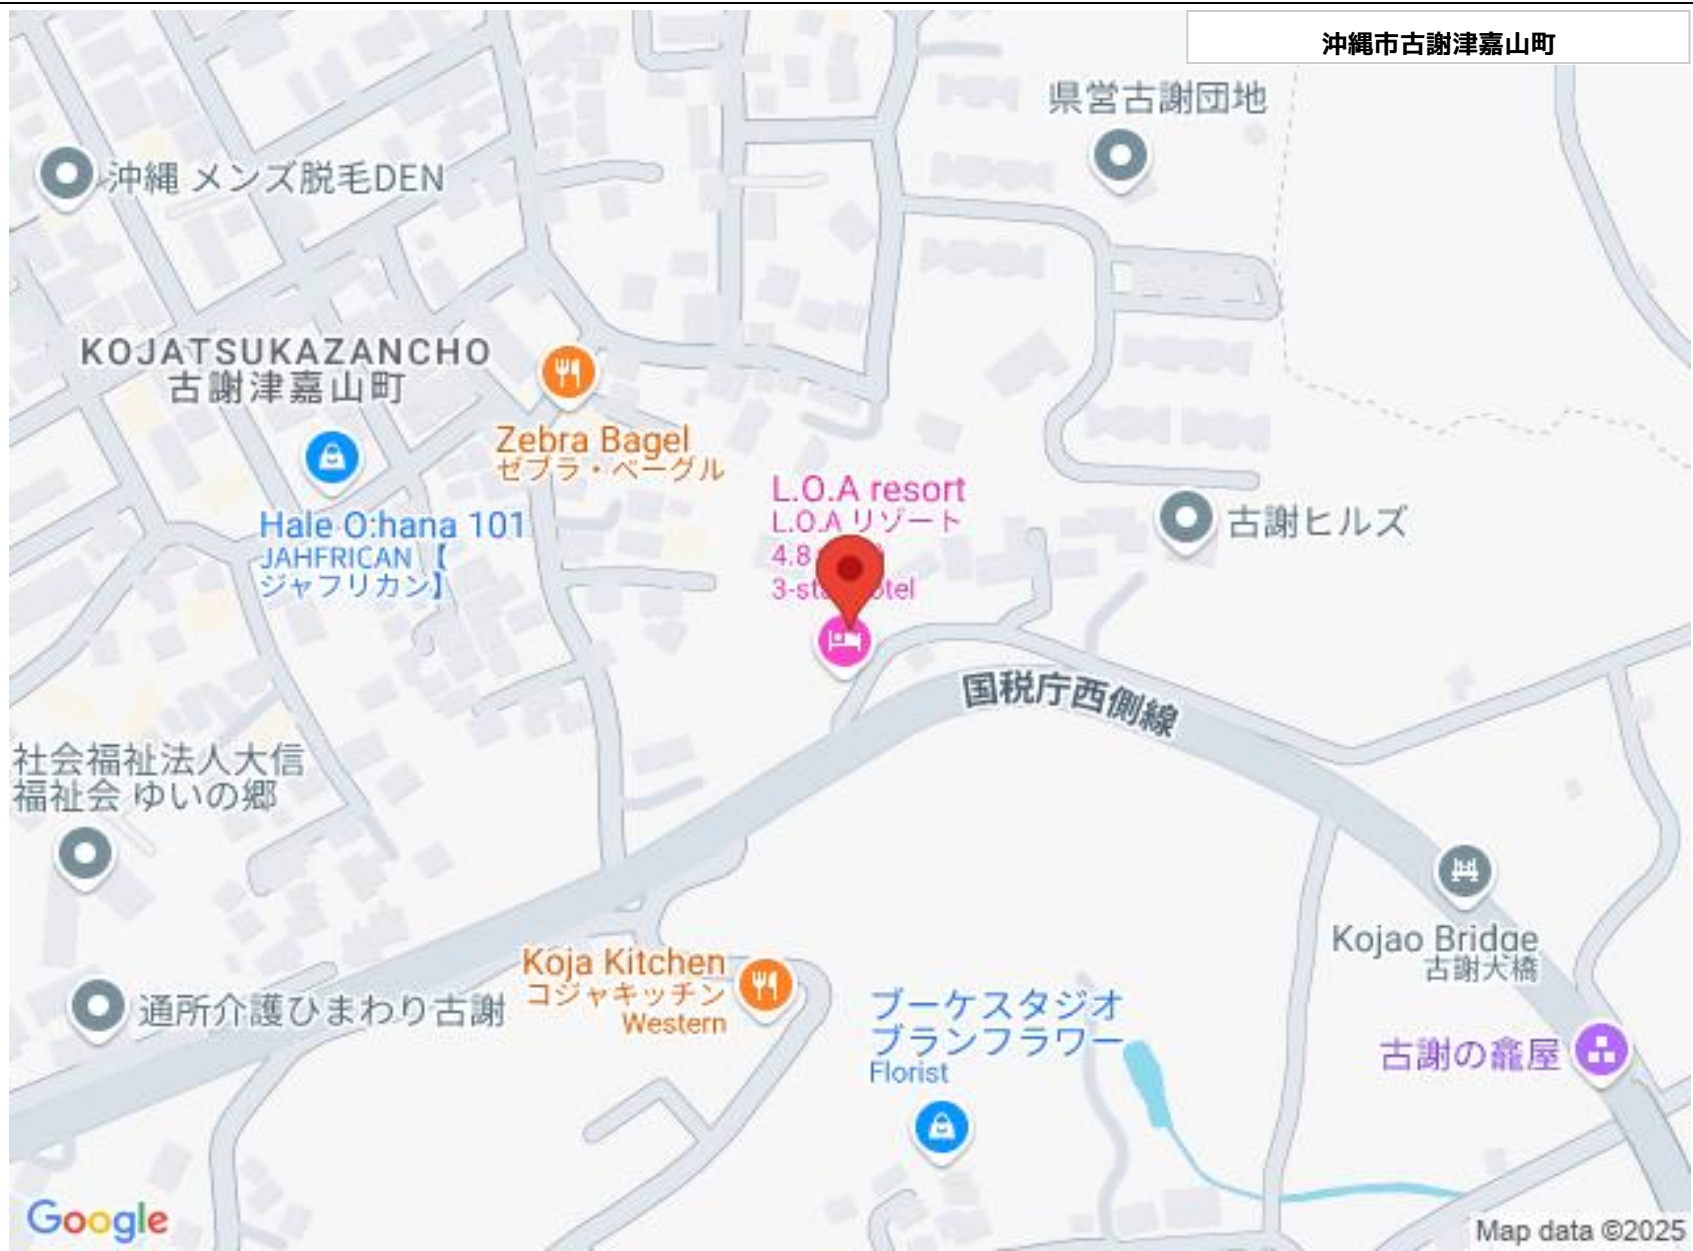 沖縄市古謝津嘉山町
県営古謝団地
沖縄 メンズ脱毛DEN
KOJATSUKAZANCHO
古謝津嘉山町
Zebra Bagel
ゼブラ・ベーグル
Hale O:hana 101
JAHFRICAN【
ジャフリカン】
L.O.A resort
L.O.A リゾート
4.8
古謝ヒルズ
国税庁西側線
社会福祉法人大信
福祉会 ゆいの郷
Kojao Bridge
古謝大橋
Koja Kitchen
コジャキッチン
Western
通所介護ひまわり古謝
ブーケスタジオ
ブランフラワー
Florist
古謝の龕屋
Google
Map data ©2025